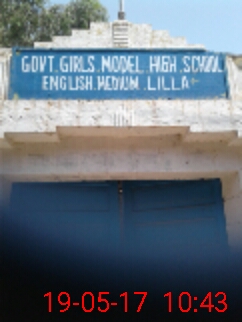 GOVT.GIRLS.MODEL.HIGH.SCHOOL
ENGLISH.MEDIUM.LILLA
19-05-17 10:43